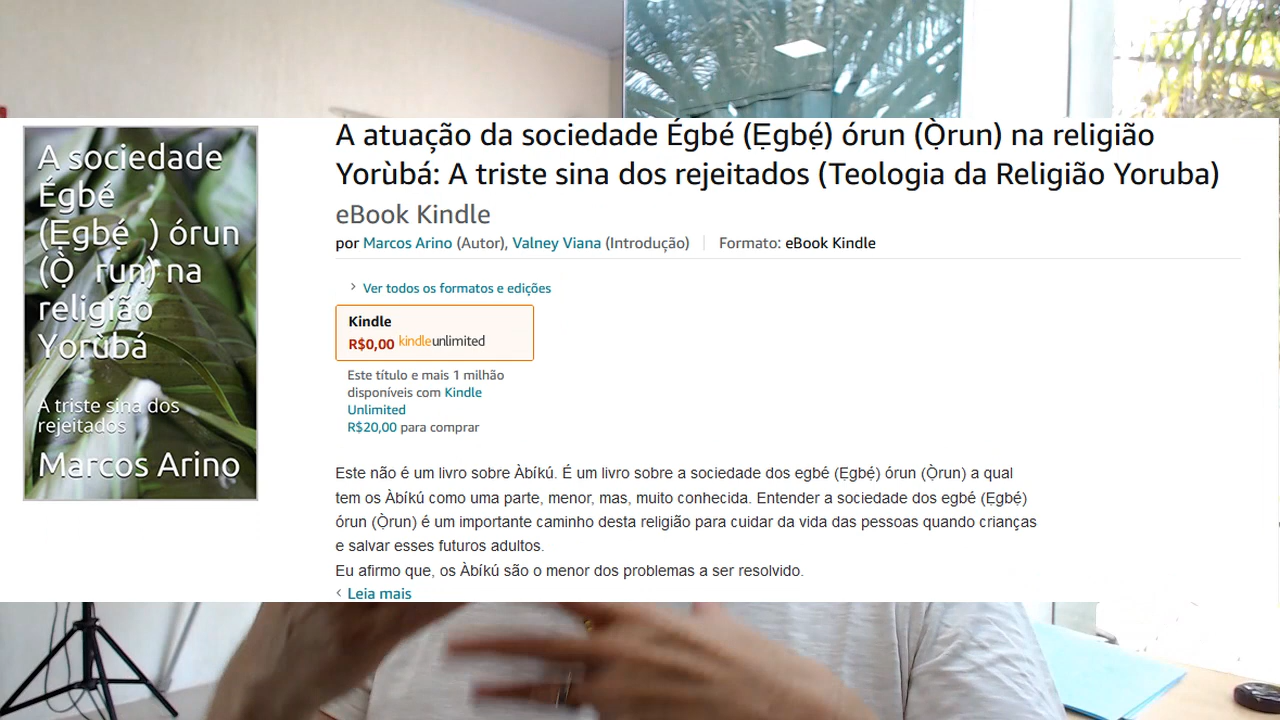 A sociedade
Égbé
(Ẹgbẹ́ ) órun
(Ọ̀ run) na
religião
Yorùbá
A triste sina dos
rejeitados
Marcos Arino
A atuação da sociedade Égbé (Ẹgbẹ́) órun (Ọ̀run) na religião
Yorùbá: A triste sina dos rejeitados (Teologia da Religião Yoruba)
eBook Kindle
por Marcos Arino (Autor), Valney Viana (Introdução) Formato: eBook Kindle
Ver todos os formatos e edições
Kindle
R$0,00 kindleunlimited
Este título e mais 1 milhão
disponíveis com Kindle
Unlimited
R$20,00 para comprar
Este não é um livro sobre Àbíkú. É um livro sobre a sociedade dos egbé (Ẹgbẹ́) órun (Ọ̀run) a qual
tem os Àbíkú como uma parte, menor, mas, muito conhecida. Entender a sociedade dos egbé (Ẹgbẹ́)
órun (Ọ̀run) é um importante caminho desta religião para cuidar da vida das pessoas quando crianças
e salvar esses futuros adultos.
Eu afirmo que, os Àbíkú são o menor dos problemas a ser resolvido.
Leia mais